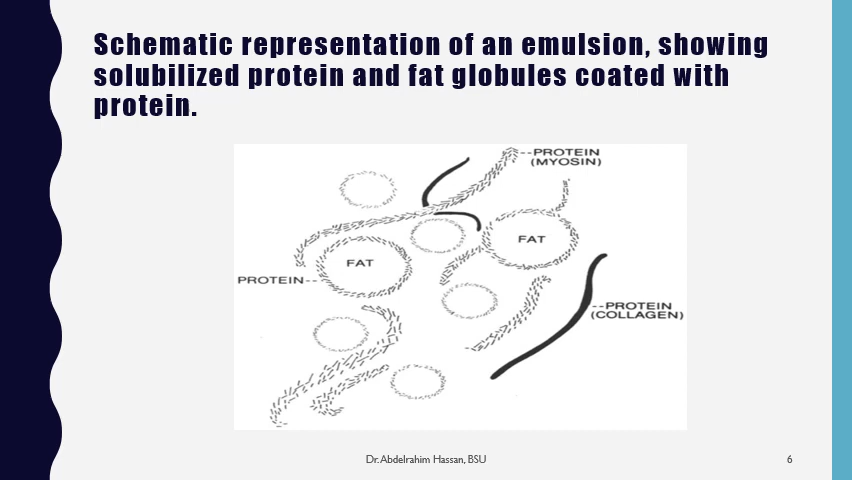 Schematic representation of an emulsion, showing
solubilized protein and fat globules coated with
protein.
PROTEIN
(MYOSIN)
FAT
FAT
PROTEIN
PROTEIN
(COLLAGEN)
Dr. Abdelrahim Hassan, BSU
6